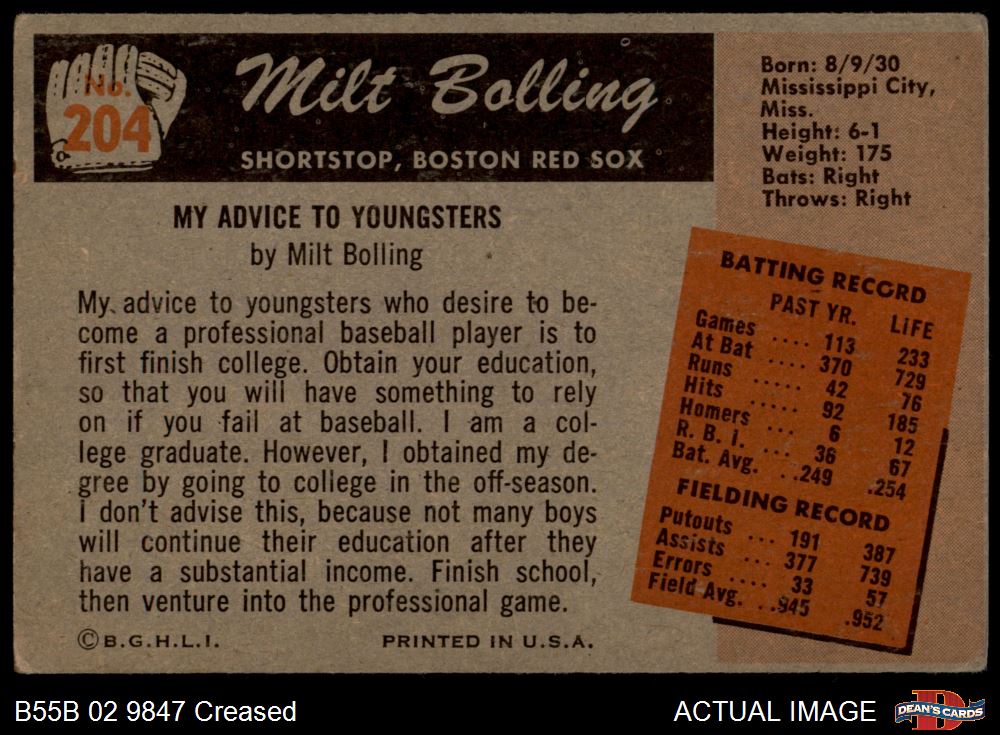 No.
204
Milt Bolling
SHORTSTOP, BOSTON RED SOX
Born: 8/9/30
Mississippi City,
Miss.
Height: 6-1
Weight: 175
Bats: Right
Throws: Right
MY ADVICE TO YOUNGSTERS
by Milt Bolling
My advice to youngsters who desire to be-
come a professional baseball player is to
first finish college. Obtain your education,
so that you will have something to rely
on if you fail at baseball. I am a col-
lege graduate. However, I obtained my de-
gree by going to college in the off-season.
I don't advise this, because not many boys
will continue their education after they
have a substantial income. Finish school,
then venture into the professional game.
©B.G.H.L.I. PRINTED IN U.S.A.
BATTING RECORD
PAST YR. LiFE
Games .... 113 233
At Bat .... 370 729
Runs ..... 42 76
Hits ..... 92 185
Homers ... 6 12
R. B. I. ... 36 67
Bat. Avg. ..249 .254
FIELDING RECORD
Putouts ... 191 387
Assists ... 377 739
Errors .... 33 57
Field Avg. ..945 .952
B55B 02 9847 Creased
ACTUAL IMAGE
D
DEAN'S CARDS